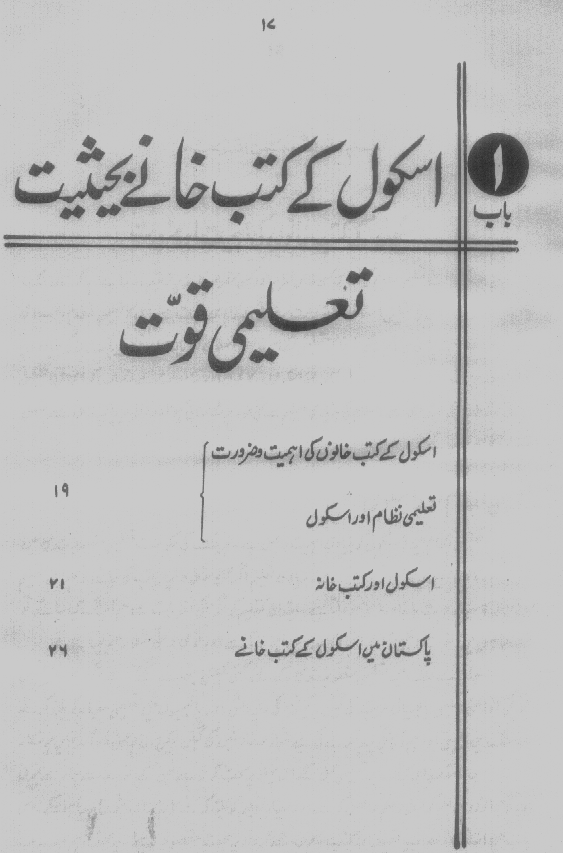 ۱۷
۱
باب
اسکول کے کتب خانے بحیثیت
تعلیمی قوّت
اسکول کے کتب خانوں کی اہمیت و ضرورت
تعلیمی نظام اور اسکول ۱۹
اسکول اور کتب خانہ ۲۱
پاکستان میں اسکول کے کتب خانے ۲۶